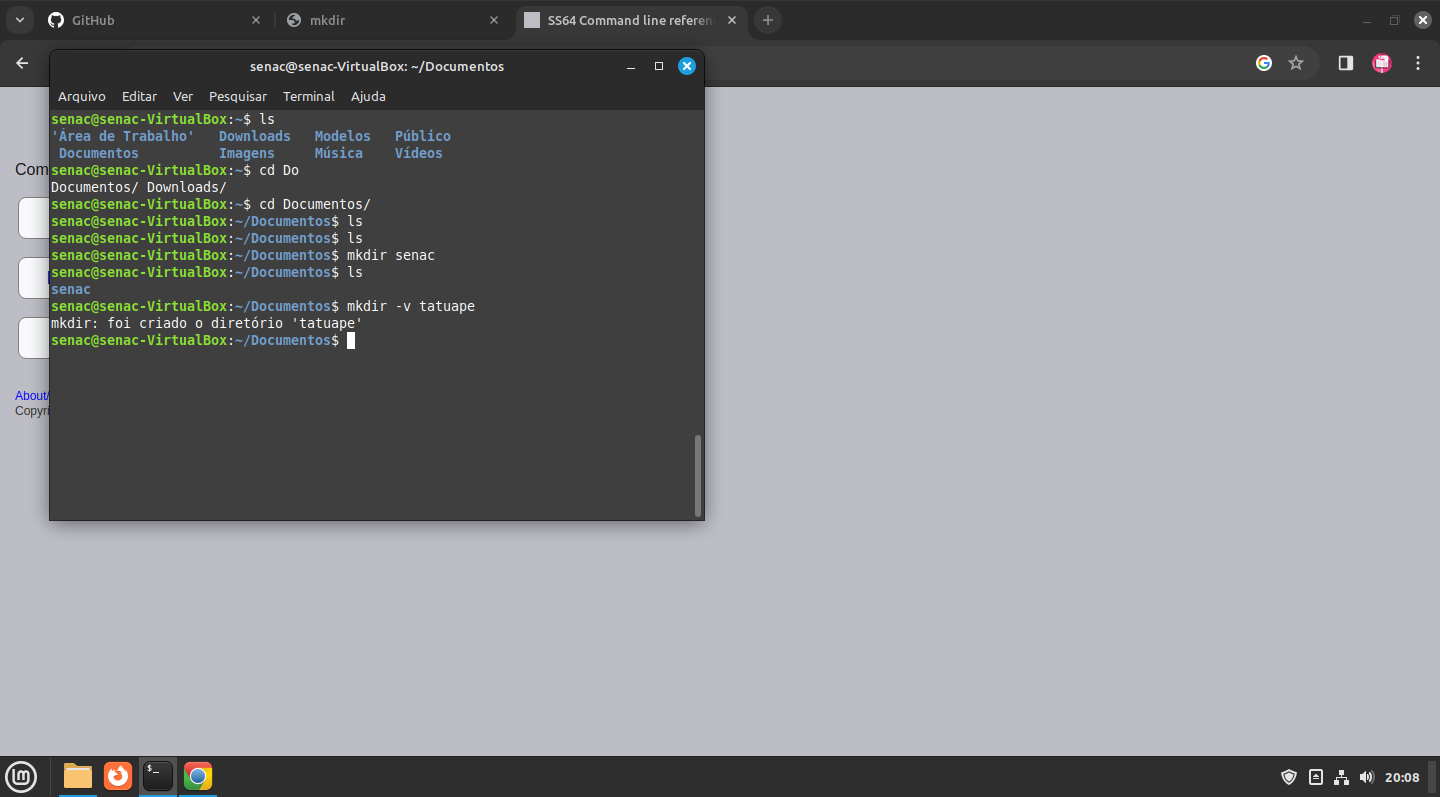 GitHub
mkdir
SS64 Command line referen
senac@senac-VirtualBox: ~/Documentos
Arquivo Editar Ver Pesquisar Terminal Ajuda
senac@senac-VirtualBox:~$ ls
'Área de Trabalho' Downloads Modelos Público
Documentos Imagens Música Vídeos
senac@senac-VirtualBox:~$ cd Do
Documentos/ Downloads/
senac@senac-VirtualBox:~$ cd Documentos/
senac@senac-VirtualBox:~/Documentos$ ls
senac@senac-VirtualBox:~/Documentos$ ls
senac@senac-VirtualBox:~/Documentos$ mkdir senac
senac@senac-VirtualBox:~/Documentos$ ls
senac
senac@senac-VirtualBox:~/Documentos$ mkdir -v tatuape
mkdir: foi criado o diretório 'tatuape'
senac@senac-VirtualBox:~/Documentos$
Com
About/
Copyri
$_
20:08